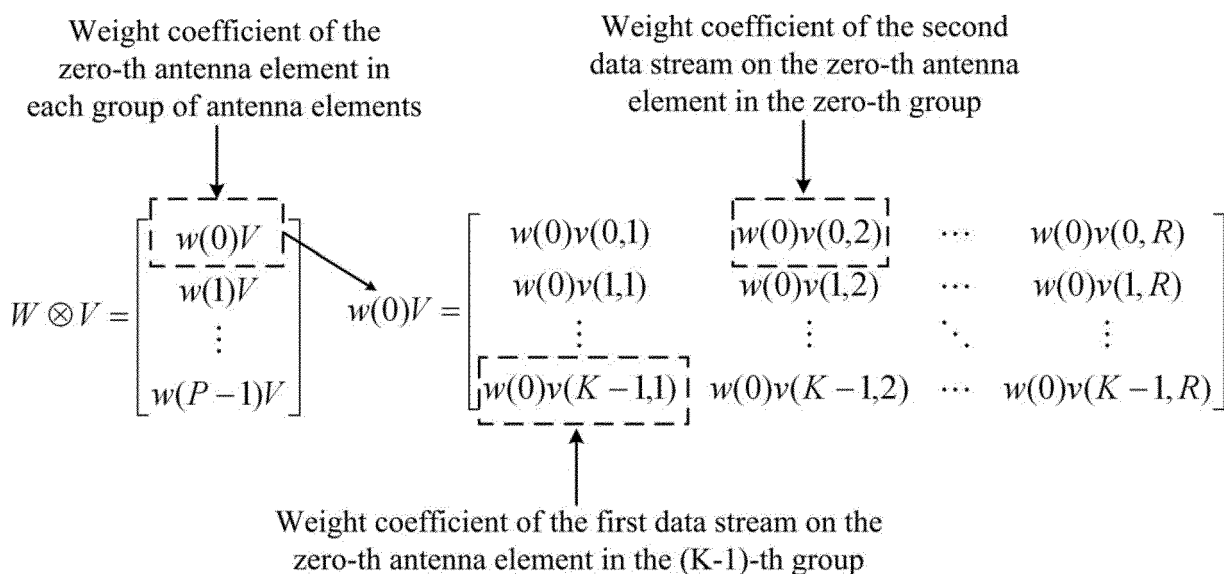 Weight coefficient of the
zero-th antenna element in
each group of antenna elements
Weight coefficient of the second
data stream on the zero-th antenna
element in the zero-th group
W ⊗ V =
w(0)V
w(1)V
⋮
w(P−1)V
w(0)V =
w(0)v(0,1) w(0)v(0,2) ⋯ w(0)v(0,R)
w(0)v(1,1) w(0)v(1,2) ⋯ w(0)v(1,R)
⋮ ⋮ ⋱ ⋮
w(0)v(K−1,1) w(0)v(K−1,2) ⋯ w(0)v(K−1,R)
Weight coefficient of the first data stream on the
zero-th antenna element in the (K-1)-th group